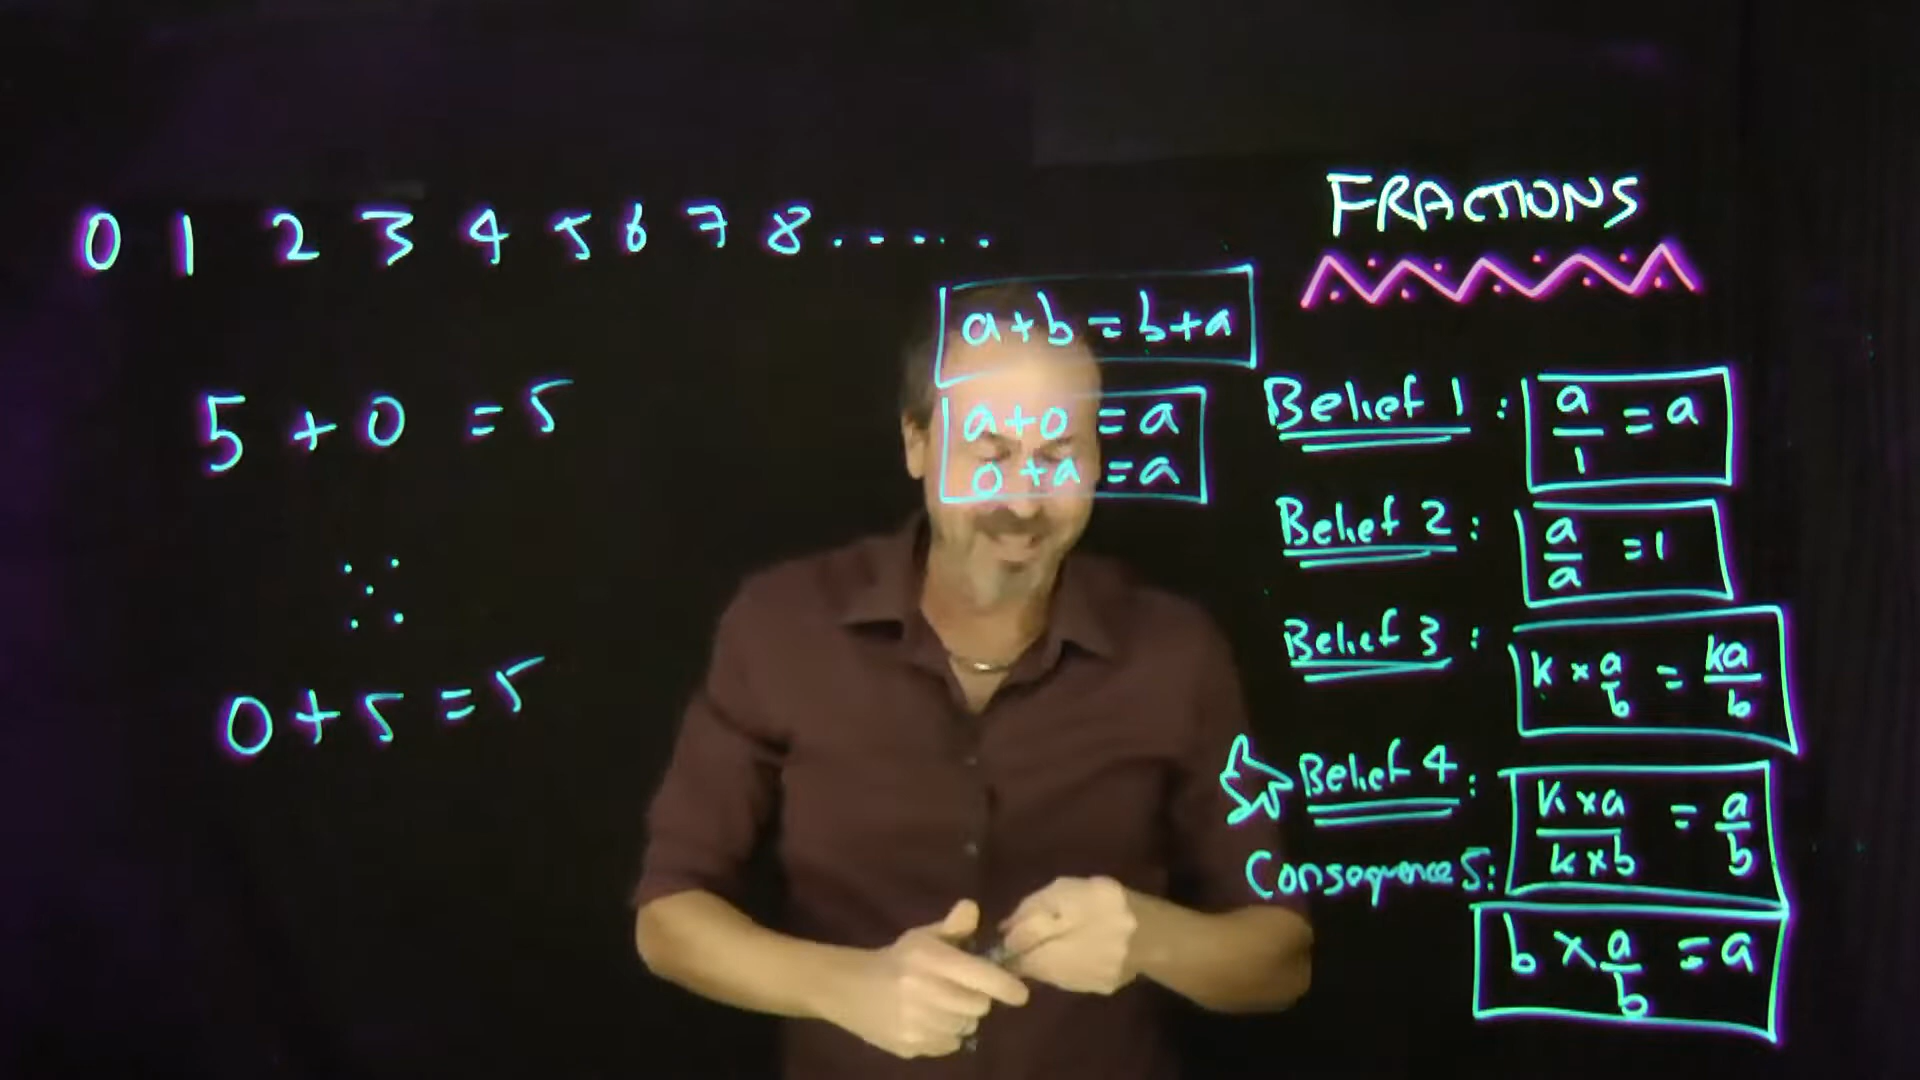 0 1 2 3 4 5 6 7 8 .....
5 + 0 = 5
0 + 5 = 5
a + b = b + a
a + 0 = a
0 + a = a
FRACTIONS
Belief 1 : a/1 = a
Belief 2 : a/a = 1
Belief 3 : k × a/b = ka/b
Belief 4 : k × a / k × b = a/b
Consequence 5 :
b × a/b = a